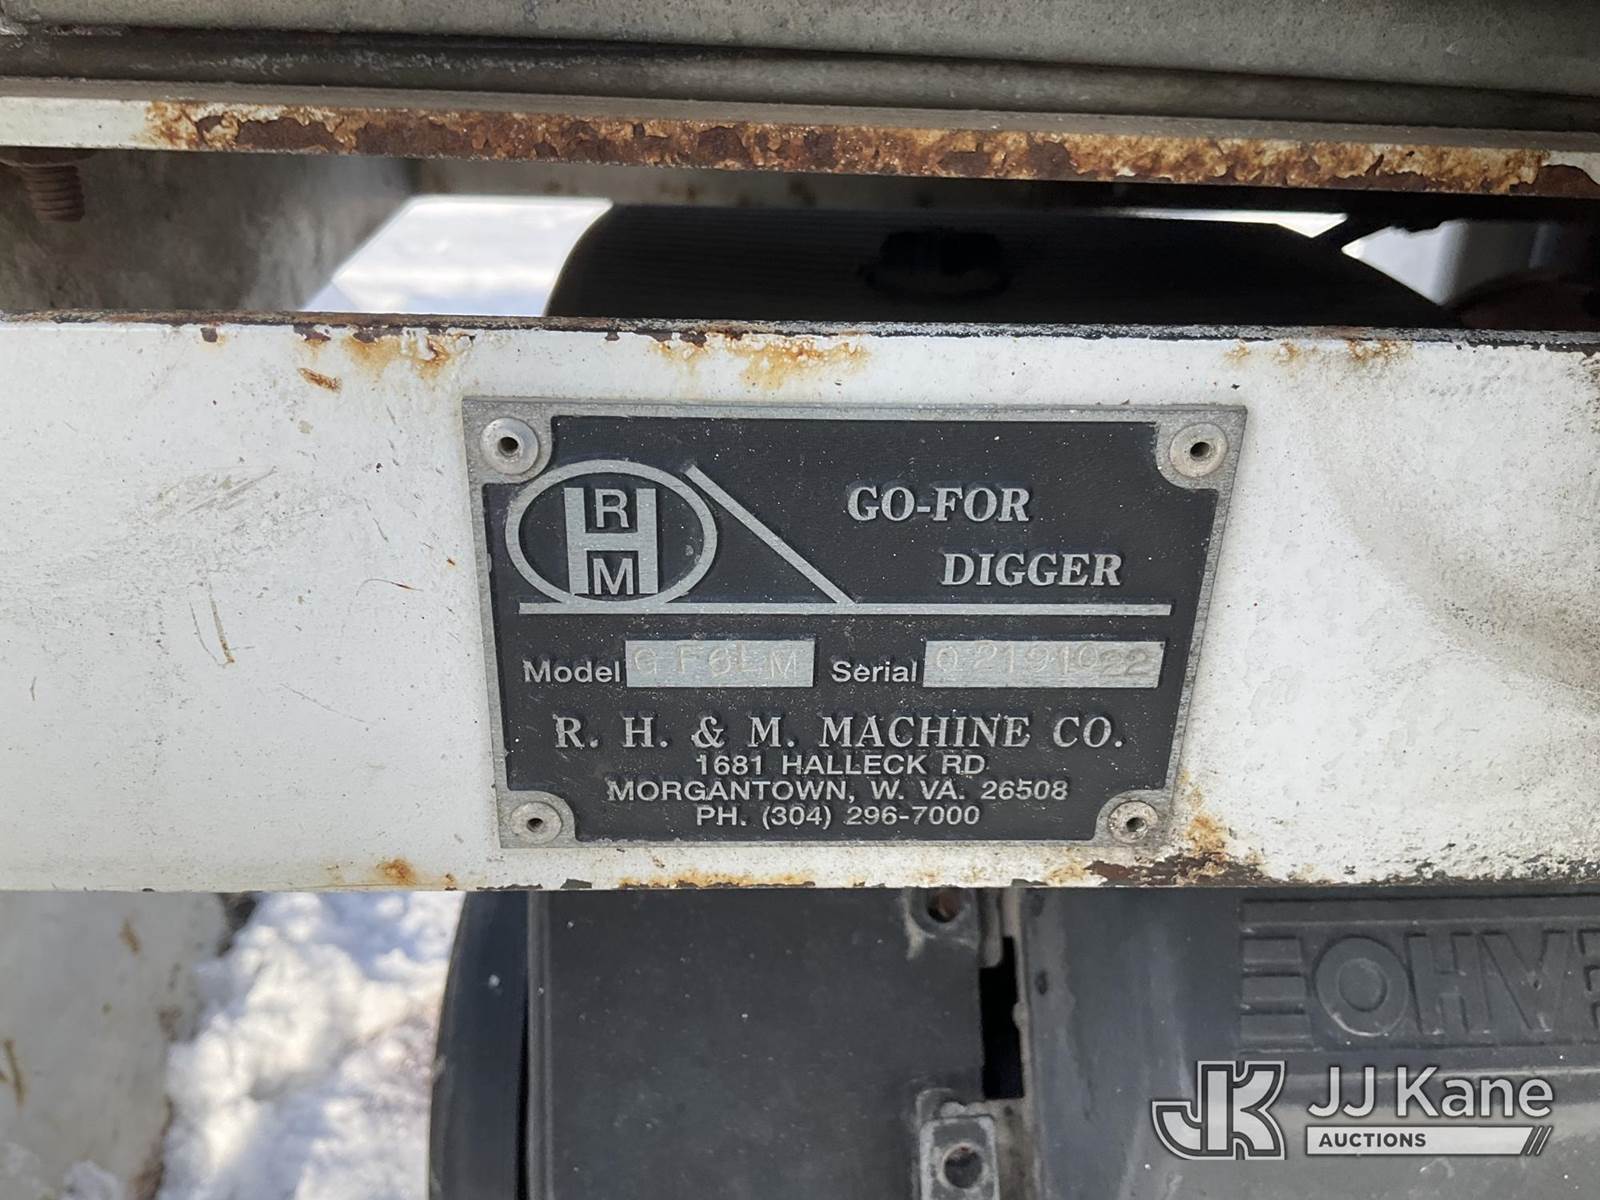 R
H
M
GO-FOR
DIGGER
Model GF6LM Serial 02191022
R. H. & M. MACHINE CO.
1681 HALLECK RD
MORGANTOWN, W. VA. 26508
PH. (304) 296-7000
OHV
JK JJ Kane
AUCTIONS